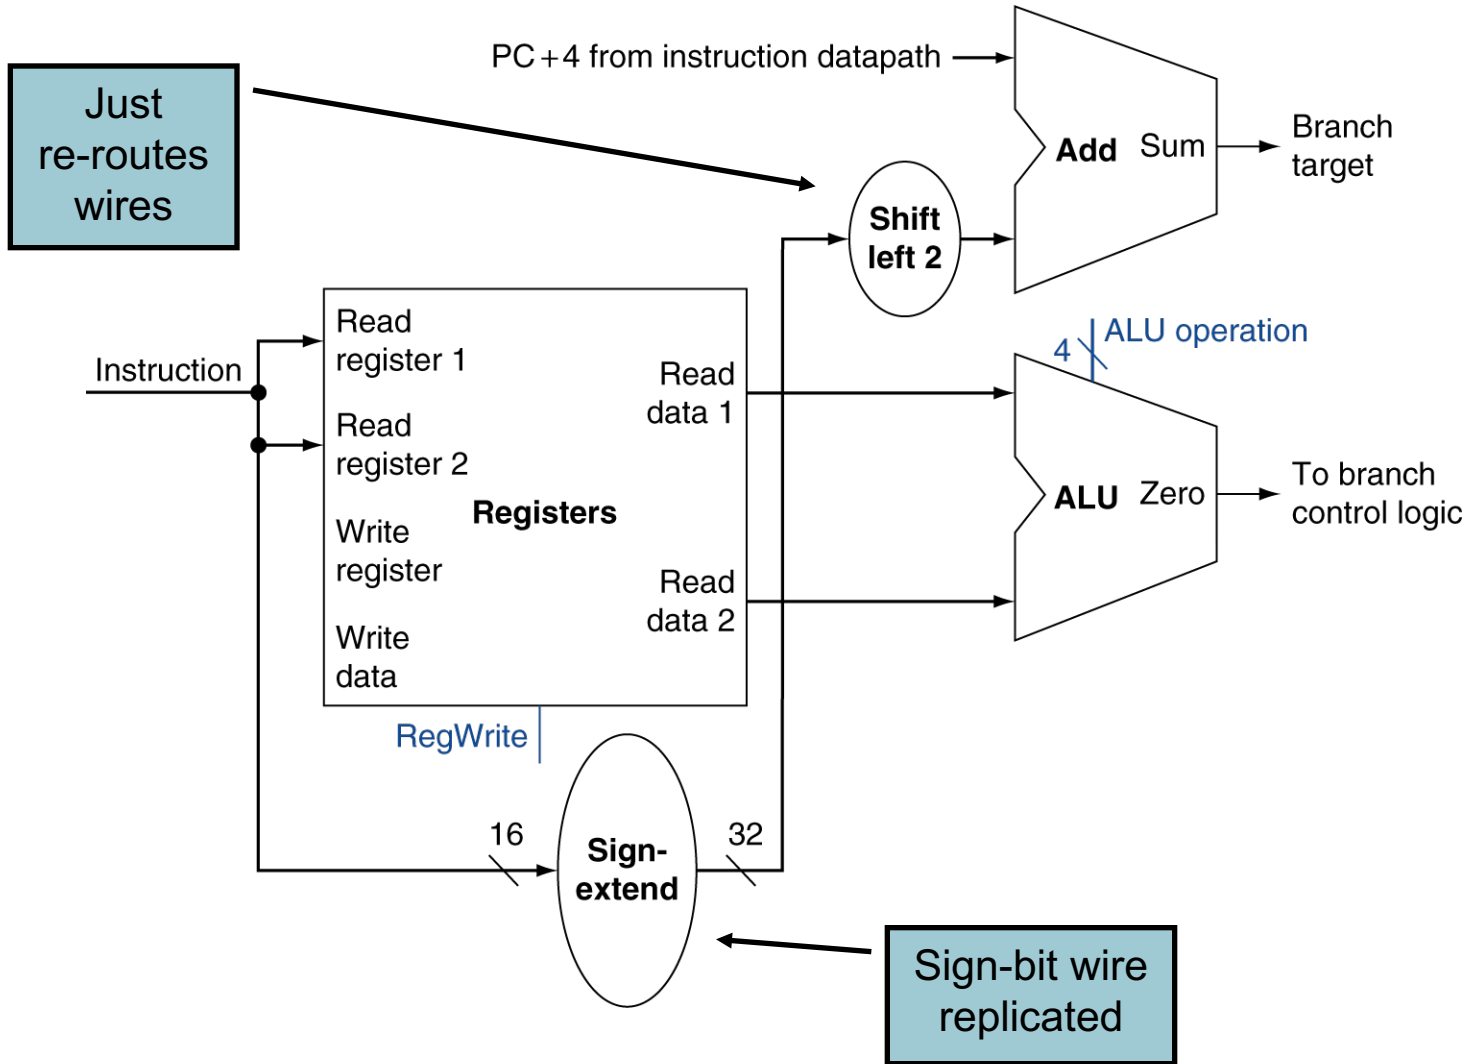 Just
re-routes
wires
PC+4 from instruction datapath
Add Sum
Branch
target
Shift
left 2
ALU operation
4
Instruction
Read
register 1
Read
register 2
Write
register
Write
data
Registers
Read
data 1
Read
data 2
ALU Zero
To branch
control logic
RegWrite
16
Sign-
extend
32
Sign-bit wire
replicated